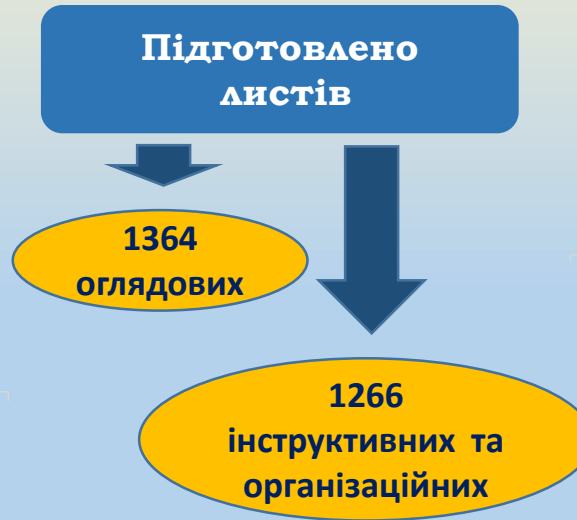 Підготовлено
листів
1364
оглядових
1266
інструктивних та
організаційних